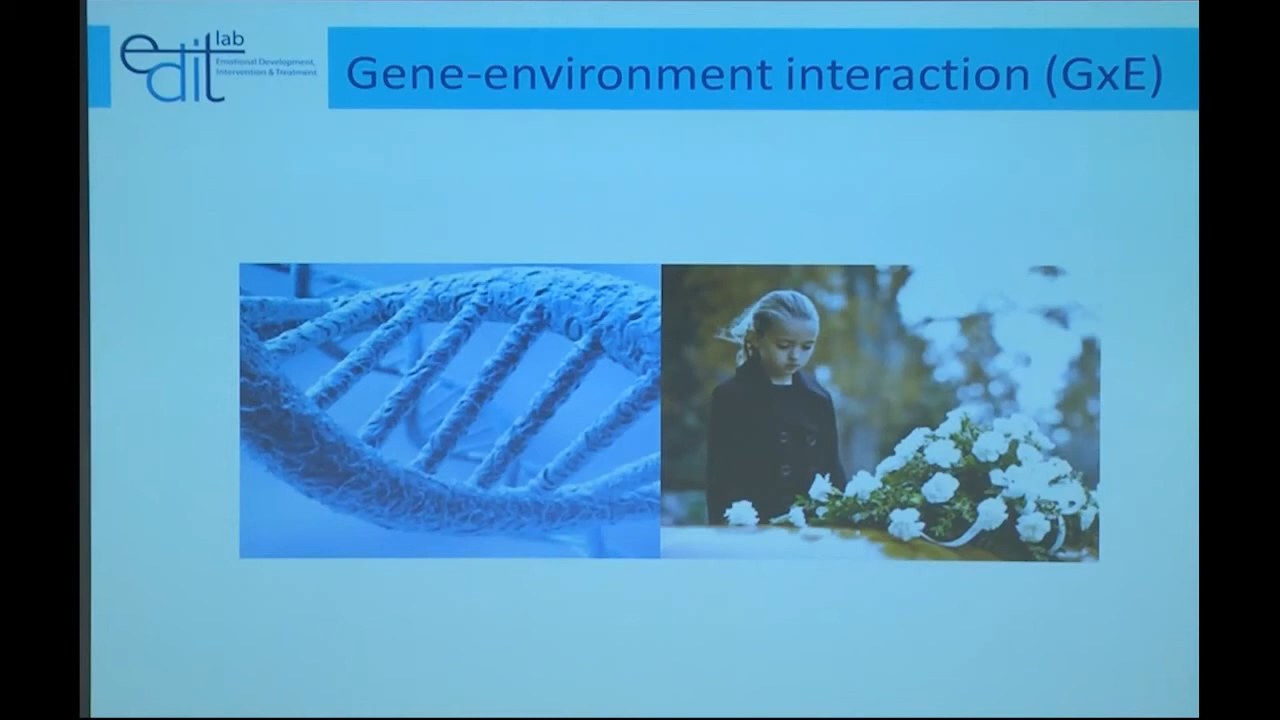 edit lab
Emotional Development,
Intervention & Treatment
Gene-environment interaction (GxE)